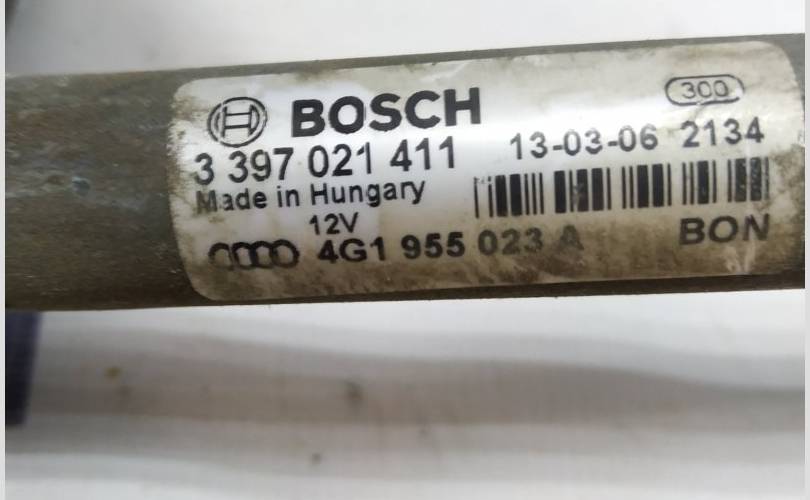 BOSCH 300
3 397 021 411 13-03-06 2134
Made in Hungary
12V
4G1 955 023 A BON